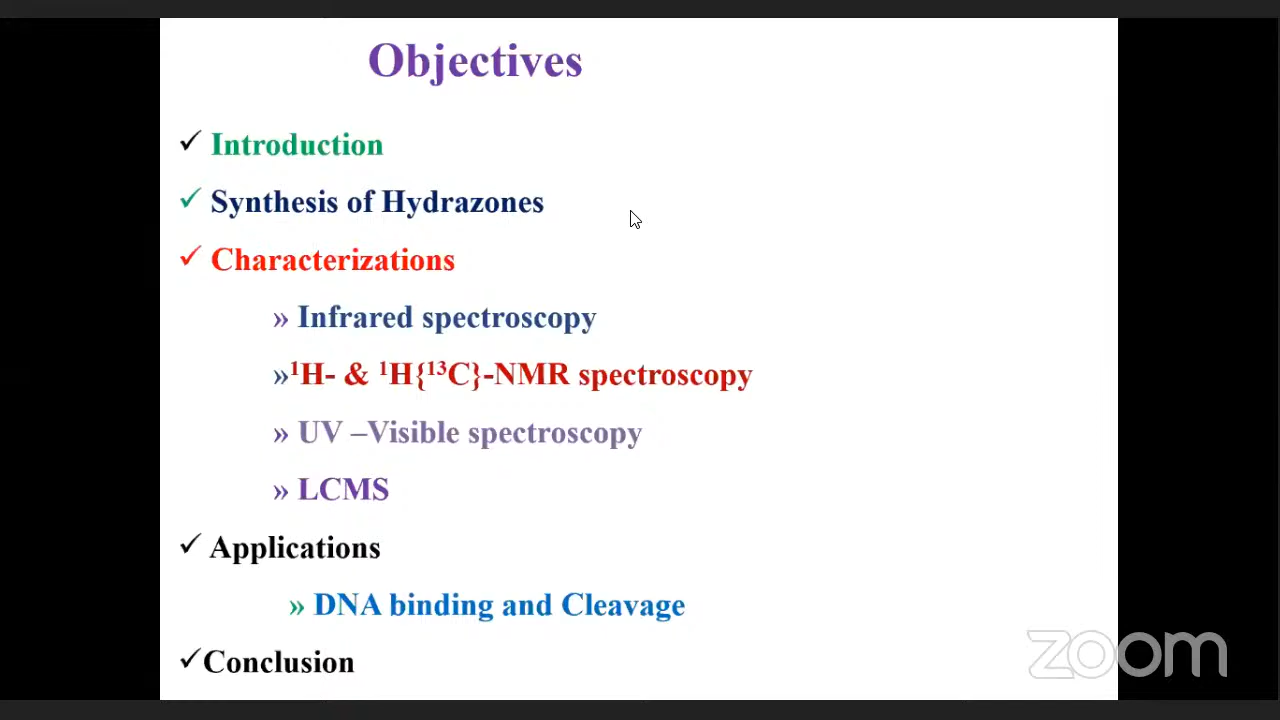 Objectives
✓ Introduction
✓ Synthesis of Hydrazones
✓ Characterizations
» Infrared spectroscopy
»¹H- & ¹H{¹³C}-NMR spectroscopy
» UV –Visible spectroscopy
» LCMS
✓ Applications
» DNA binding and Cleavage
✓Conclusion
zoom